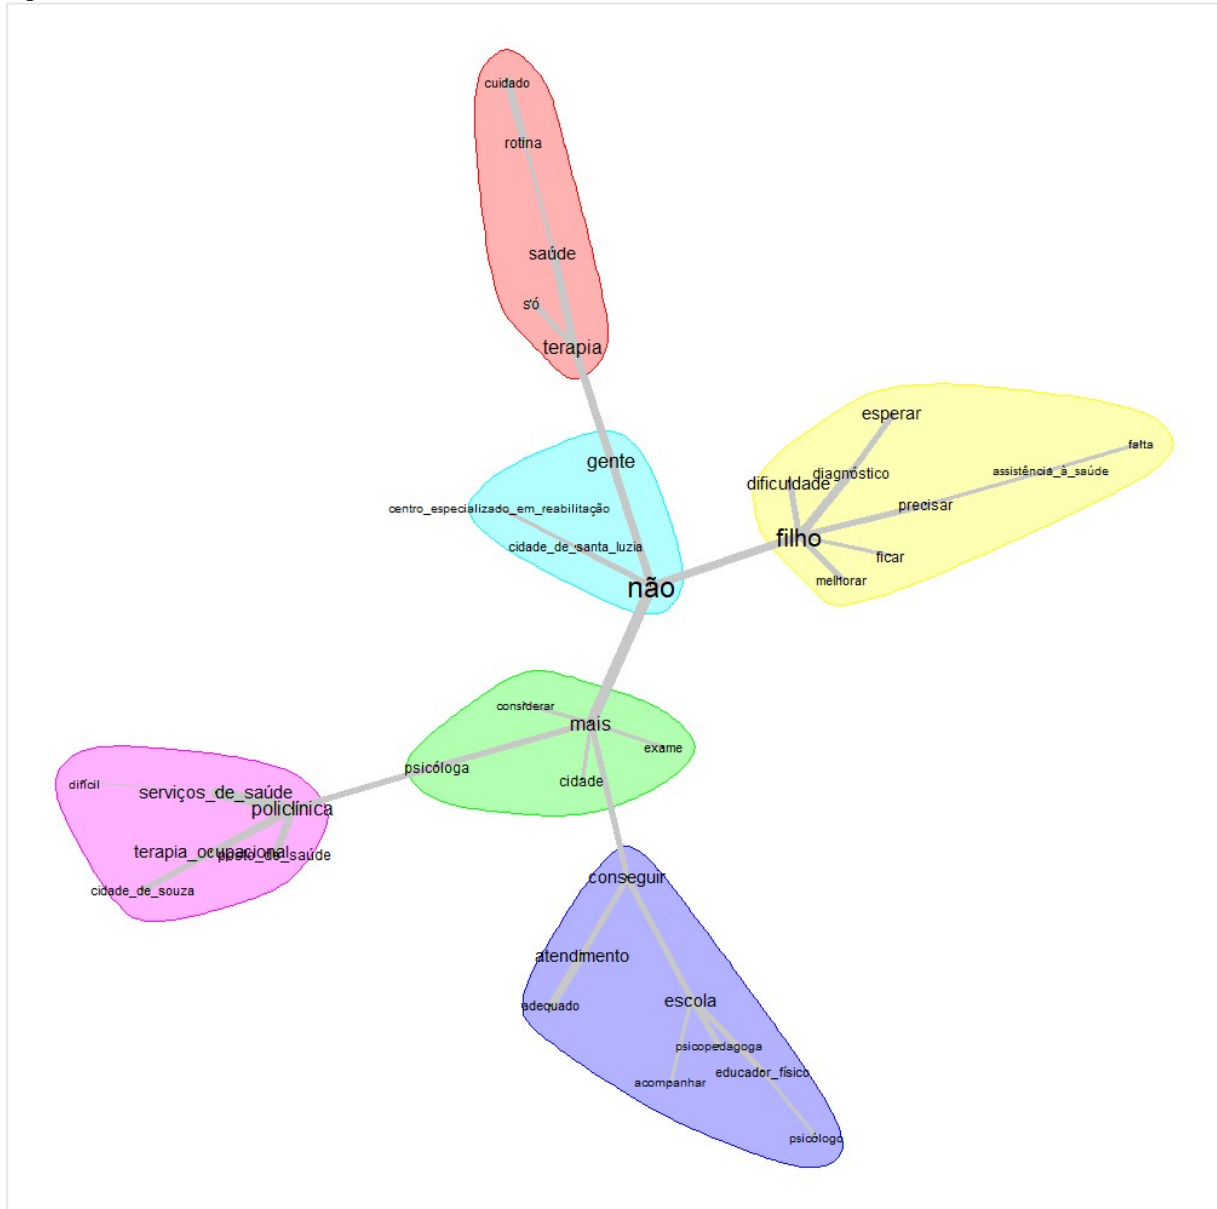 cuidado
rotina
saúde
só
terapia
gente
centro_especializado_em_reabilitação
cidade_de_santa_luzia
não
esperar
falta
diagnóstico
assistência_à_saúde
dificuldade
precisar
filho
ficar
melhorar
considerar
mais
exame
psicóloga
cidade
difícil
serviços_de_saúde
policlínica
terapia_ocupacional
posto_de_saúde
cidade_de_souza
conseguir
atendimento
adequado
escola
psicopedagoga
educador_físico
acompanhar
psicólogo